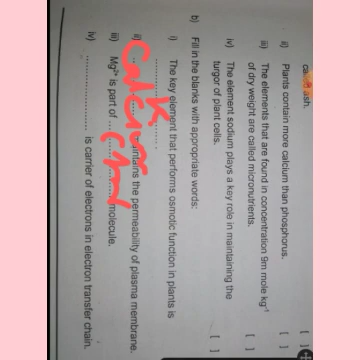 ash. [ ]
ii) Plants contain more calcium than phosphorus. [ ]
iii) The elements that are found in concentration 9m mole kg⁻¹
of dry weight are called micronutrients. [ ]
iv) The element sodium plays a key role in maintaining the
turgor of plant cells. [ ]
b) Fill in the blanks with appropriate words:
i) The key element that performs osmotic function in plants is
K
ii) Calcium maintains the permeability of plasma membrane.
iii) Mg²⁺ is part of ... molecule.
iv) .................... is carrier of electrons in electron transfer chain.